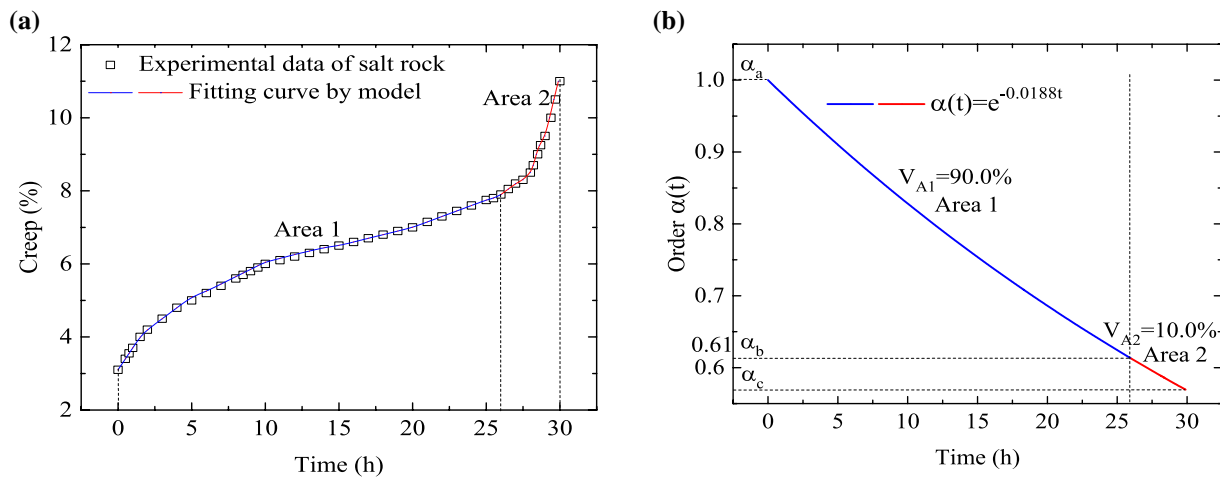 (a)
12
10
8
6
4
2
Creep (%)
Experimental data of salt rock
Fitting curve by model
Area 2
Area 1
0 5 10 15 20 25 30
Time (h)
(b)
1.0
0.9
0.8
0.7
0.61
0.6
Order α(t)
αa
αb
αc
α(t)=e-0.0188t
VA1=90.0%
Area 1
VA2=10.0%
Area 2
0 5 10 15 20 25 30
Time (h)